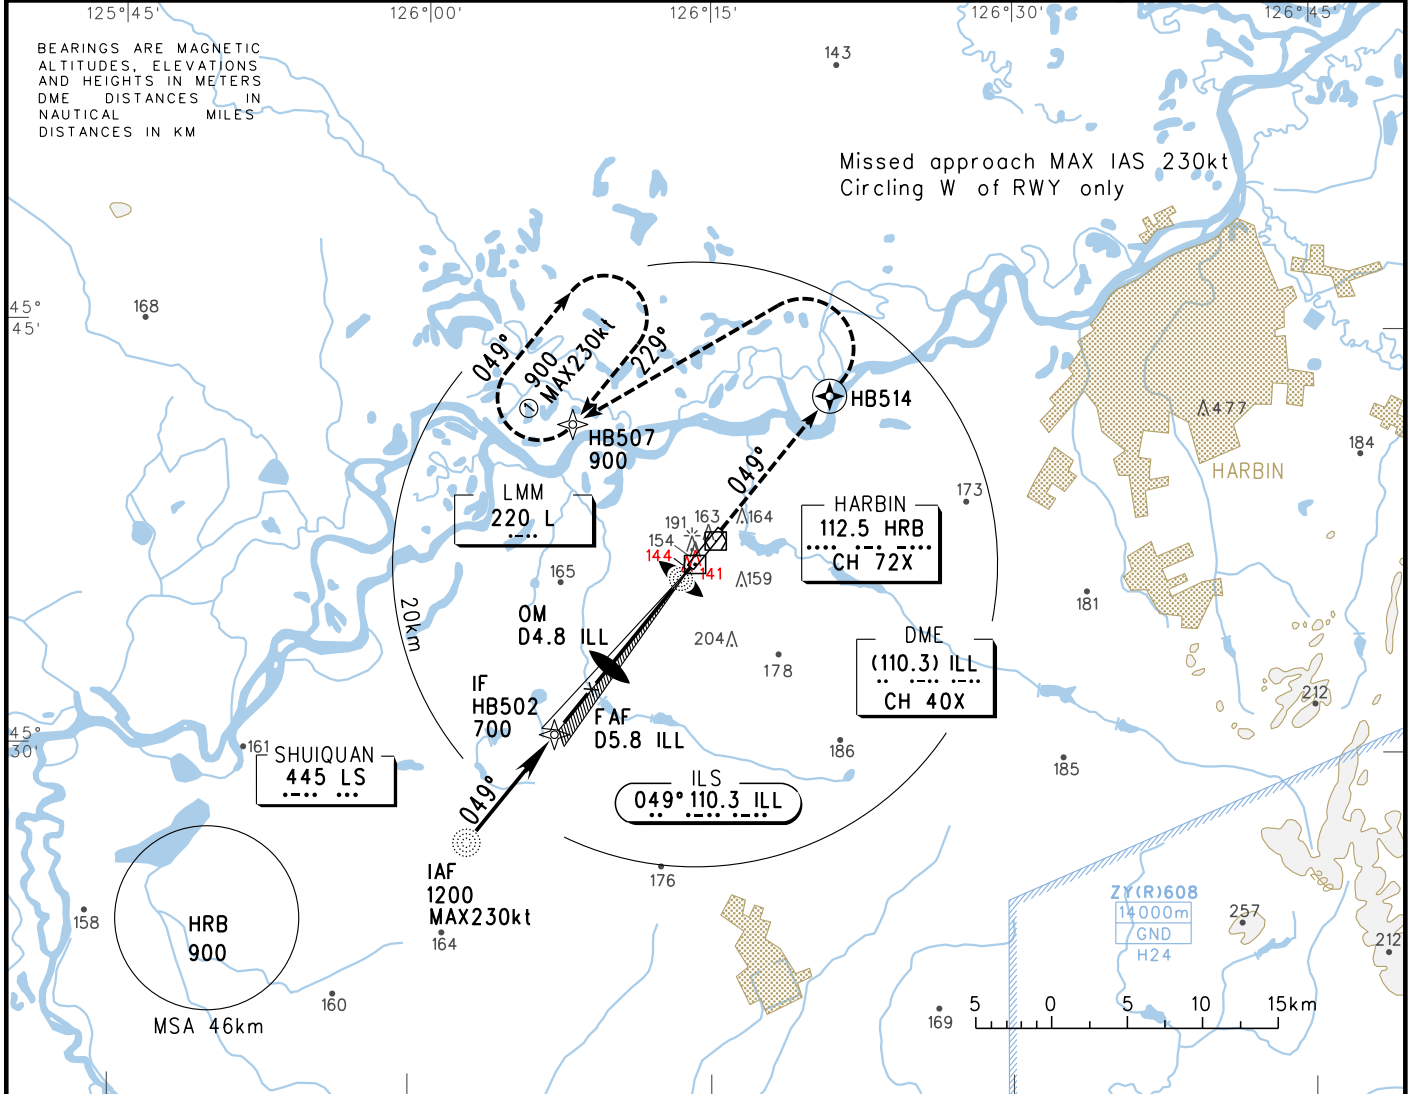 125°45'
126°00'
126°15'
126°30'
126°45'
BEARINGS ARE MAGNETIC
ALTITUDES, ELEVATIONS
AND HEIGHTS IN METERS
DME DISTANCES IN
NAUTICAL MILES
DISTANCES IN KM
143
Missed approach MAX IAS 230kt
Circling W of RWY only
168
45°
45'
049°
900
① MAX230kt
229°
HB514
HB507
900
477
184
HARBIN
049°
173
LMM
220 L
HARBIN
112.5 HRB
CH 72X
191
163
164
154
144
141
159
165
181
20km
OM
D4.8 ILL
204
178
DME
(110.3) ILL
CH 40X
IF
HB502
700
FAF
D5.8 ILL
212
45°
30'
161
SHUIQUAN
445 LS
186
185
ILS
049° 110.3 ILL
049°
IAF
1200
MAX230kt
176
164
158
HRB
900
MSA 46km
160
200
ZY(R)608
14000m
GND
H24
257
212
169
5 0 5 10 15km